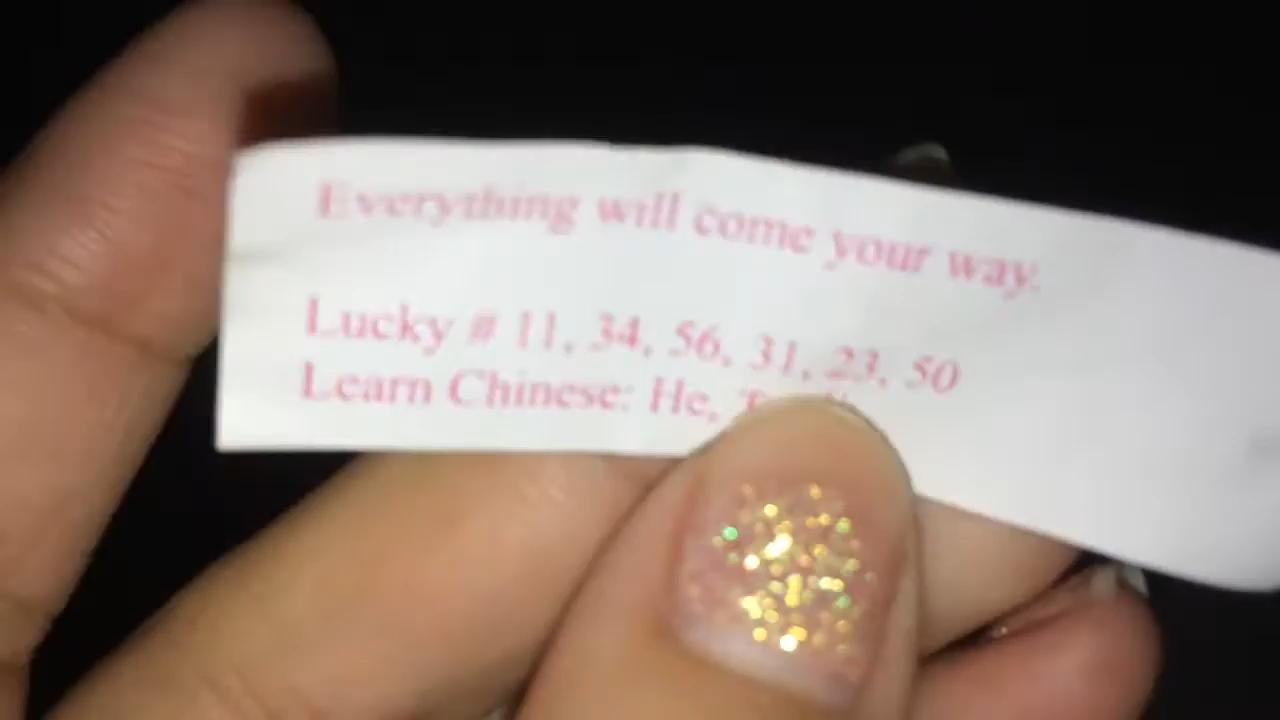 Everything will come your way.
Lucky # 11, 34, 56, 31, 23, 50
Learn Chinese: He,